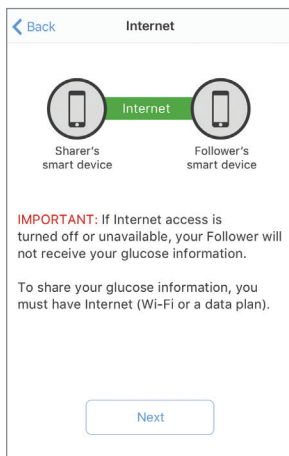 Back
Internet
Internet
Sharer's
smart device
Follower's
smart device
IMPORTANT: If Internet access is
turned off or unavailable, your Follower will
not receive your glucose information.
To share your glucose information, you
must have Internet (Wi-Fi or a data plan).
Next